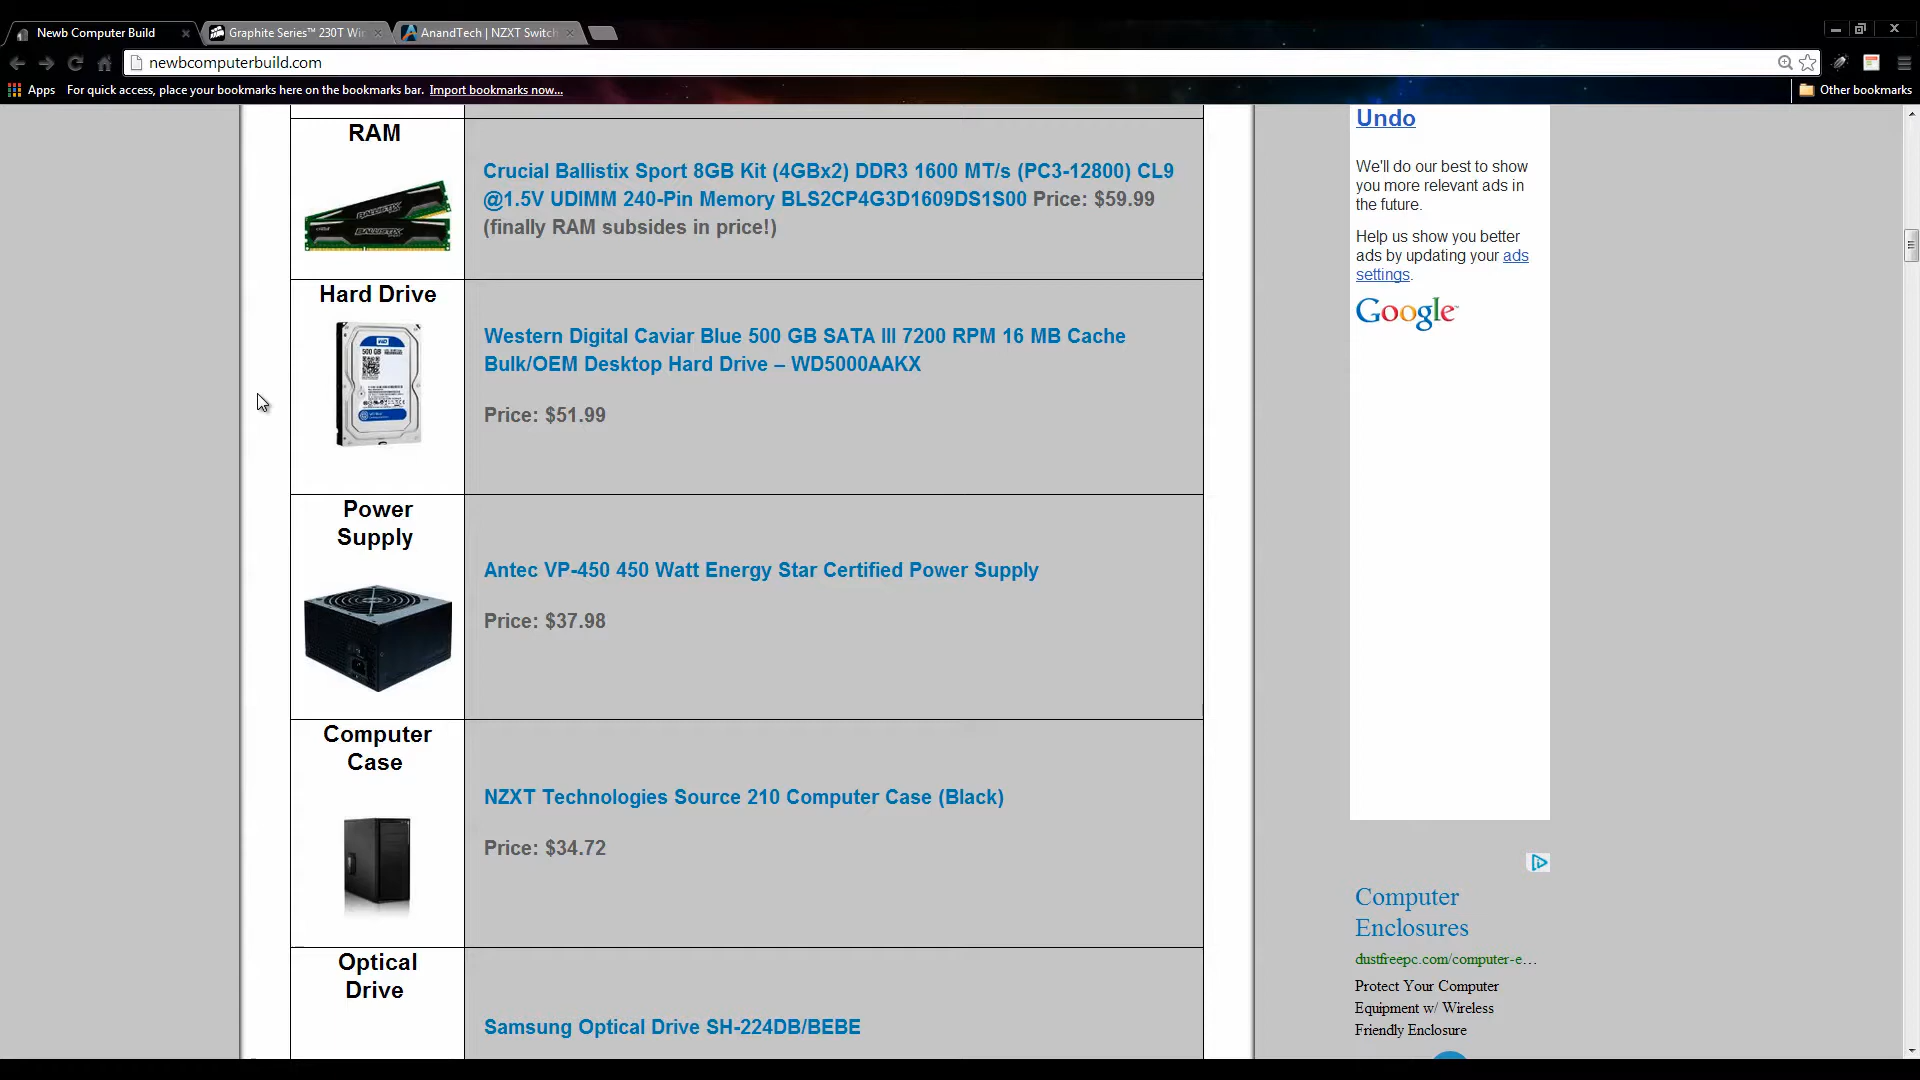 Newb Computer Build
Graphite Series™ 230T Win
AnandTech | NZXT Switch
newbcomputerbuild.com
Apps
For quick access, place your bookmarks here on the bookmarks bar. Import bookmarks now...
Other bookmarks
RAM
BALLISTIX
BALLISTIX
Crucial Ballistix Sport 8GB Kit (4GBx2) DDR3 1600 MT/s (PC3-12800) CL9
@1.5V UDIMM 240-Pin Memory BLS2CP4G3D1609DS1S00 Price: $59.99
(finally RAM subsides in price!)
Hard Drive
WD
500 GB
Western Digital Caviar Blue 500 GB SATA III 7200 RPM 16 MB Cache
Bulk/OEM Desktop Hard Drive – WD5000AAKX
Price: $51.99
Power
Supply
Antec VP-450 450 Watt Energy Star Certified Power Supply
Price: $37.98
Computer
Case
NZXT Technologies Source 210 Computer Case (Black)
Price: $34.72
Optical
Drive
Samsung Optical Drive SH-224DB/BEBE
Undo
We'll do our best to show
you more relevant ads in
the future.
Help us show you better
ads by updating your ads
settings.
Google™
Computer
Enclosures
dustfreepc.com/computer-e…
Protect Your Computer
Equipment w/ Wireless
Friendly Enclosure